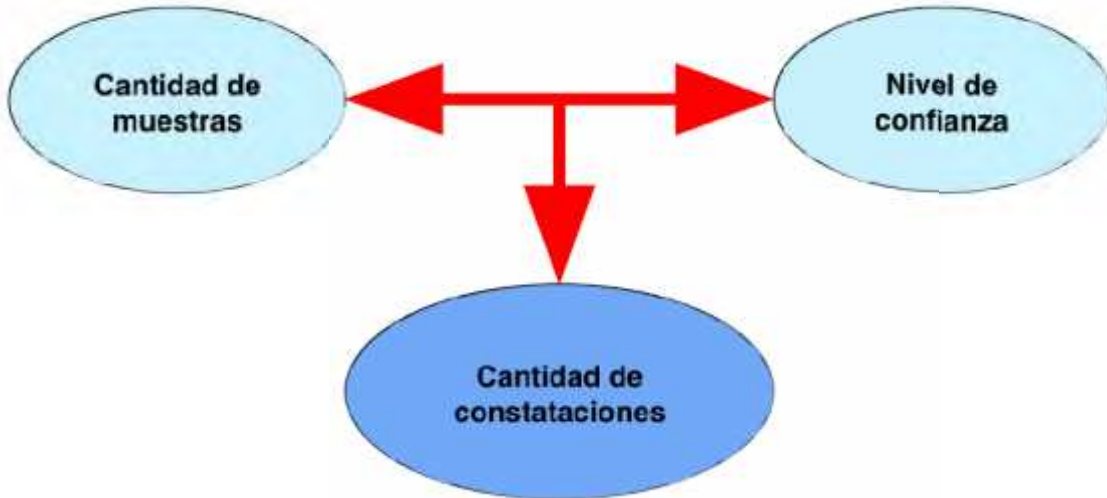 Cantidad de
muestras
Nivel de
confianza
Cantidad de
constataciones